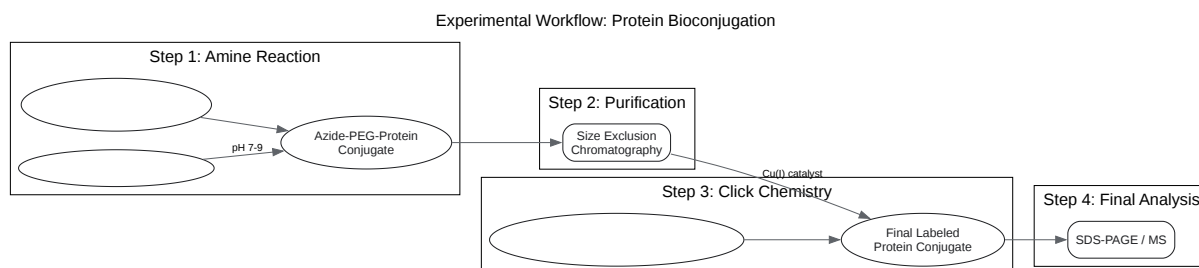 Experimental Workflow: Protein Bioconjugation
Step 1: Amine Reaction
pH 7-9
Azide-PEG-Protein
Conjugate
Step 2: Purification
Size Exclusion
Chromatography
Cu(I) catalyst
Step 3: Click Chemistry
Final Labeled
Protein Conjugate
Step 4: Final Analysis
SDS-PAGE / MS